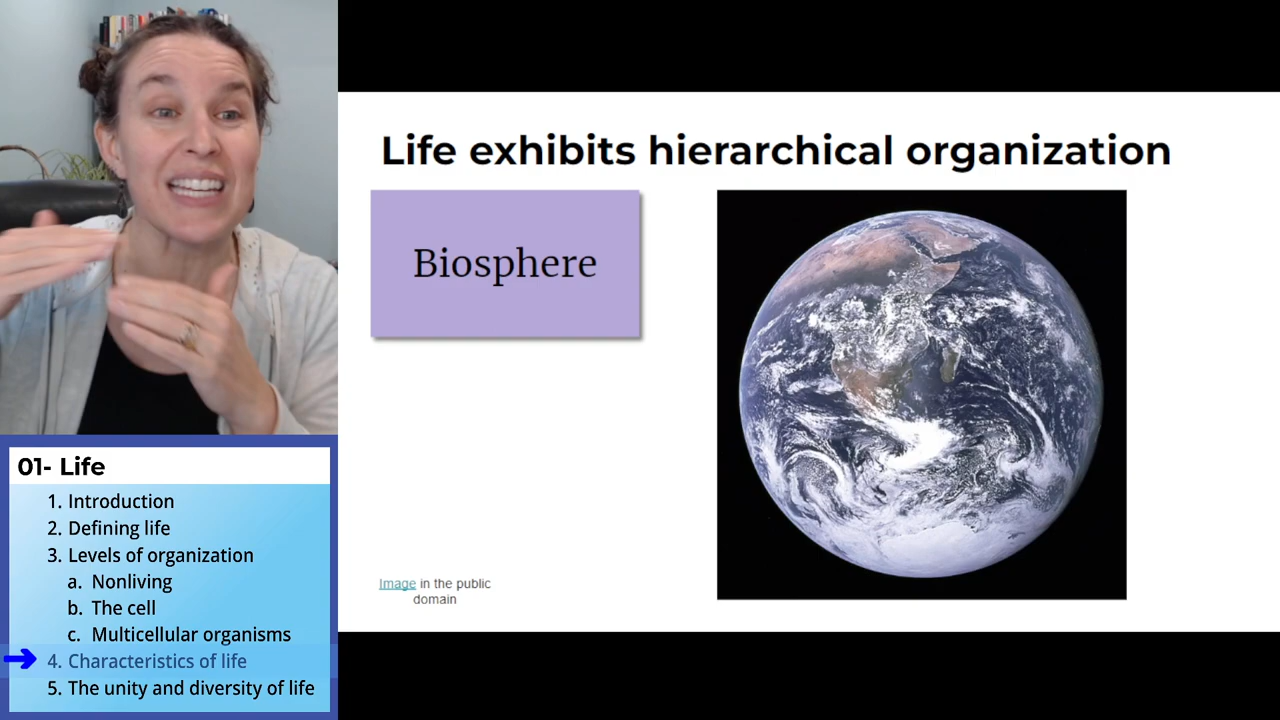 Life exhibits hierarchical organization
Biosphere
Image in the public
domain
01- Life
1. Introduction
2. Defining life
3. Levels of organization
a. Nonliving
b. The cell
c. Multicellular organisms
4. Characteristics of life
5. The unity and diversity of life